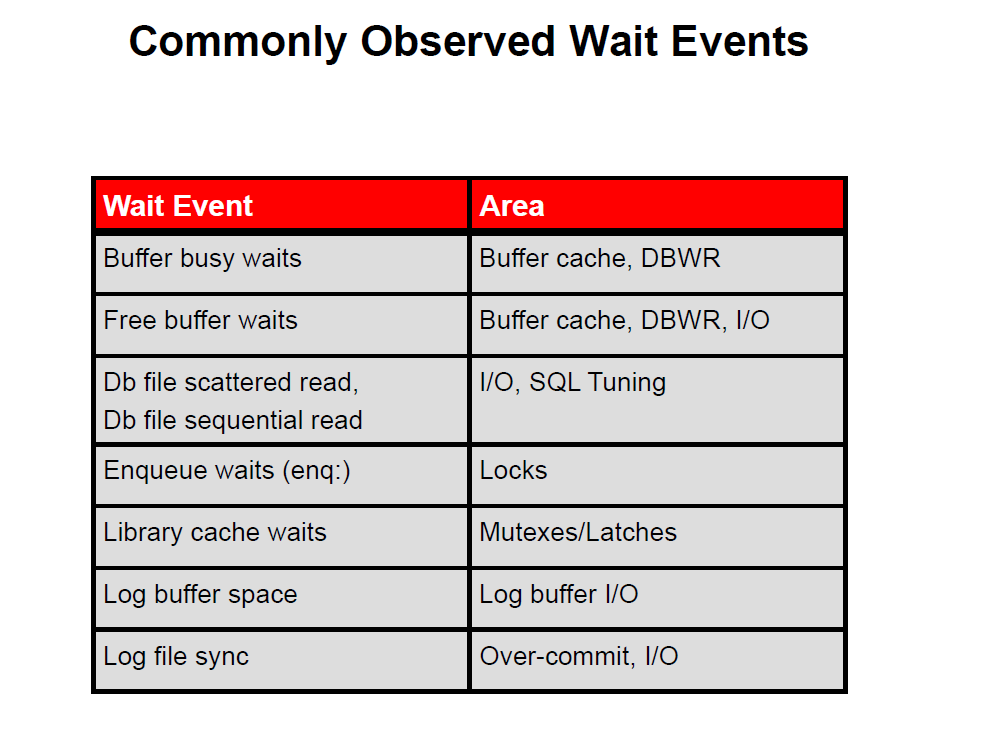 Commonly Observed Wait Events
Wait Event
Area
Buffer busy waits
Buffer cache, DBWR
Free buffer waits
Buffer cache, DBWR, I/O
Db file scattered read,
Db file sequential read
I/O, SQL Tuning
Enqueue waits (enq:)
Locks
Library cache waits
Mutexes/Latches
Log buffer space
Log buffer I/O
Log file sync
Over-commit, I/O